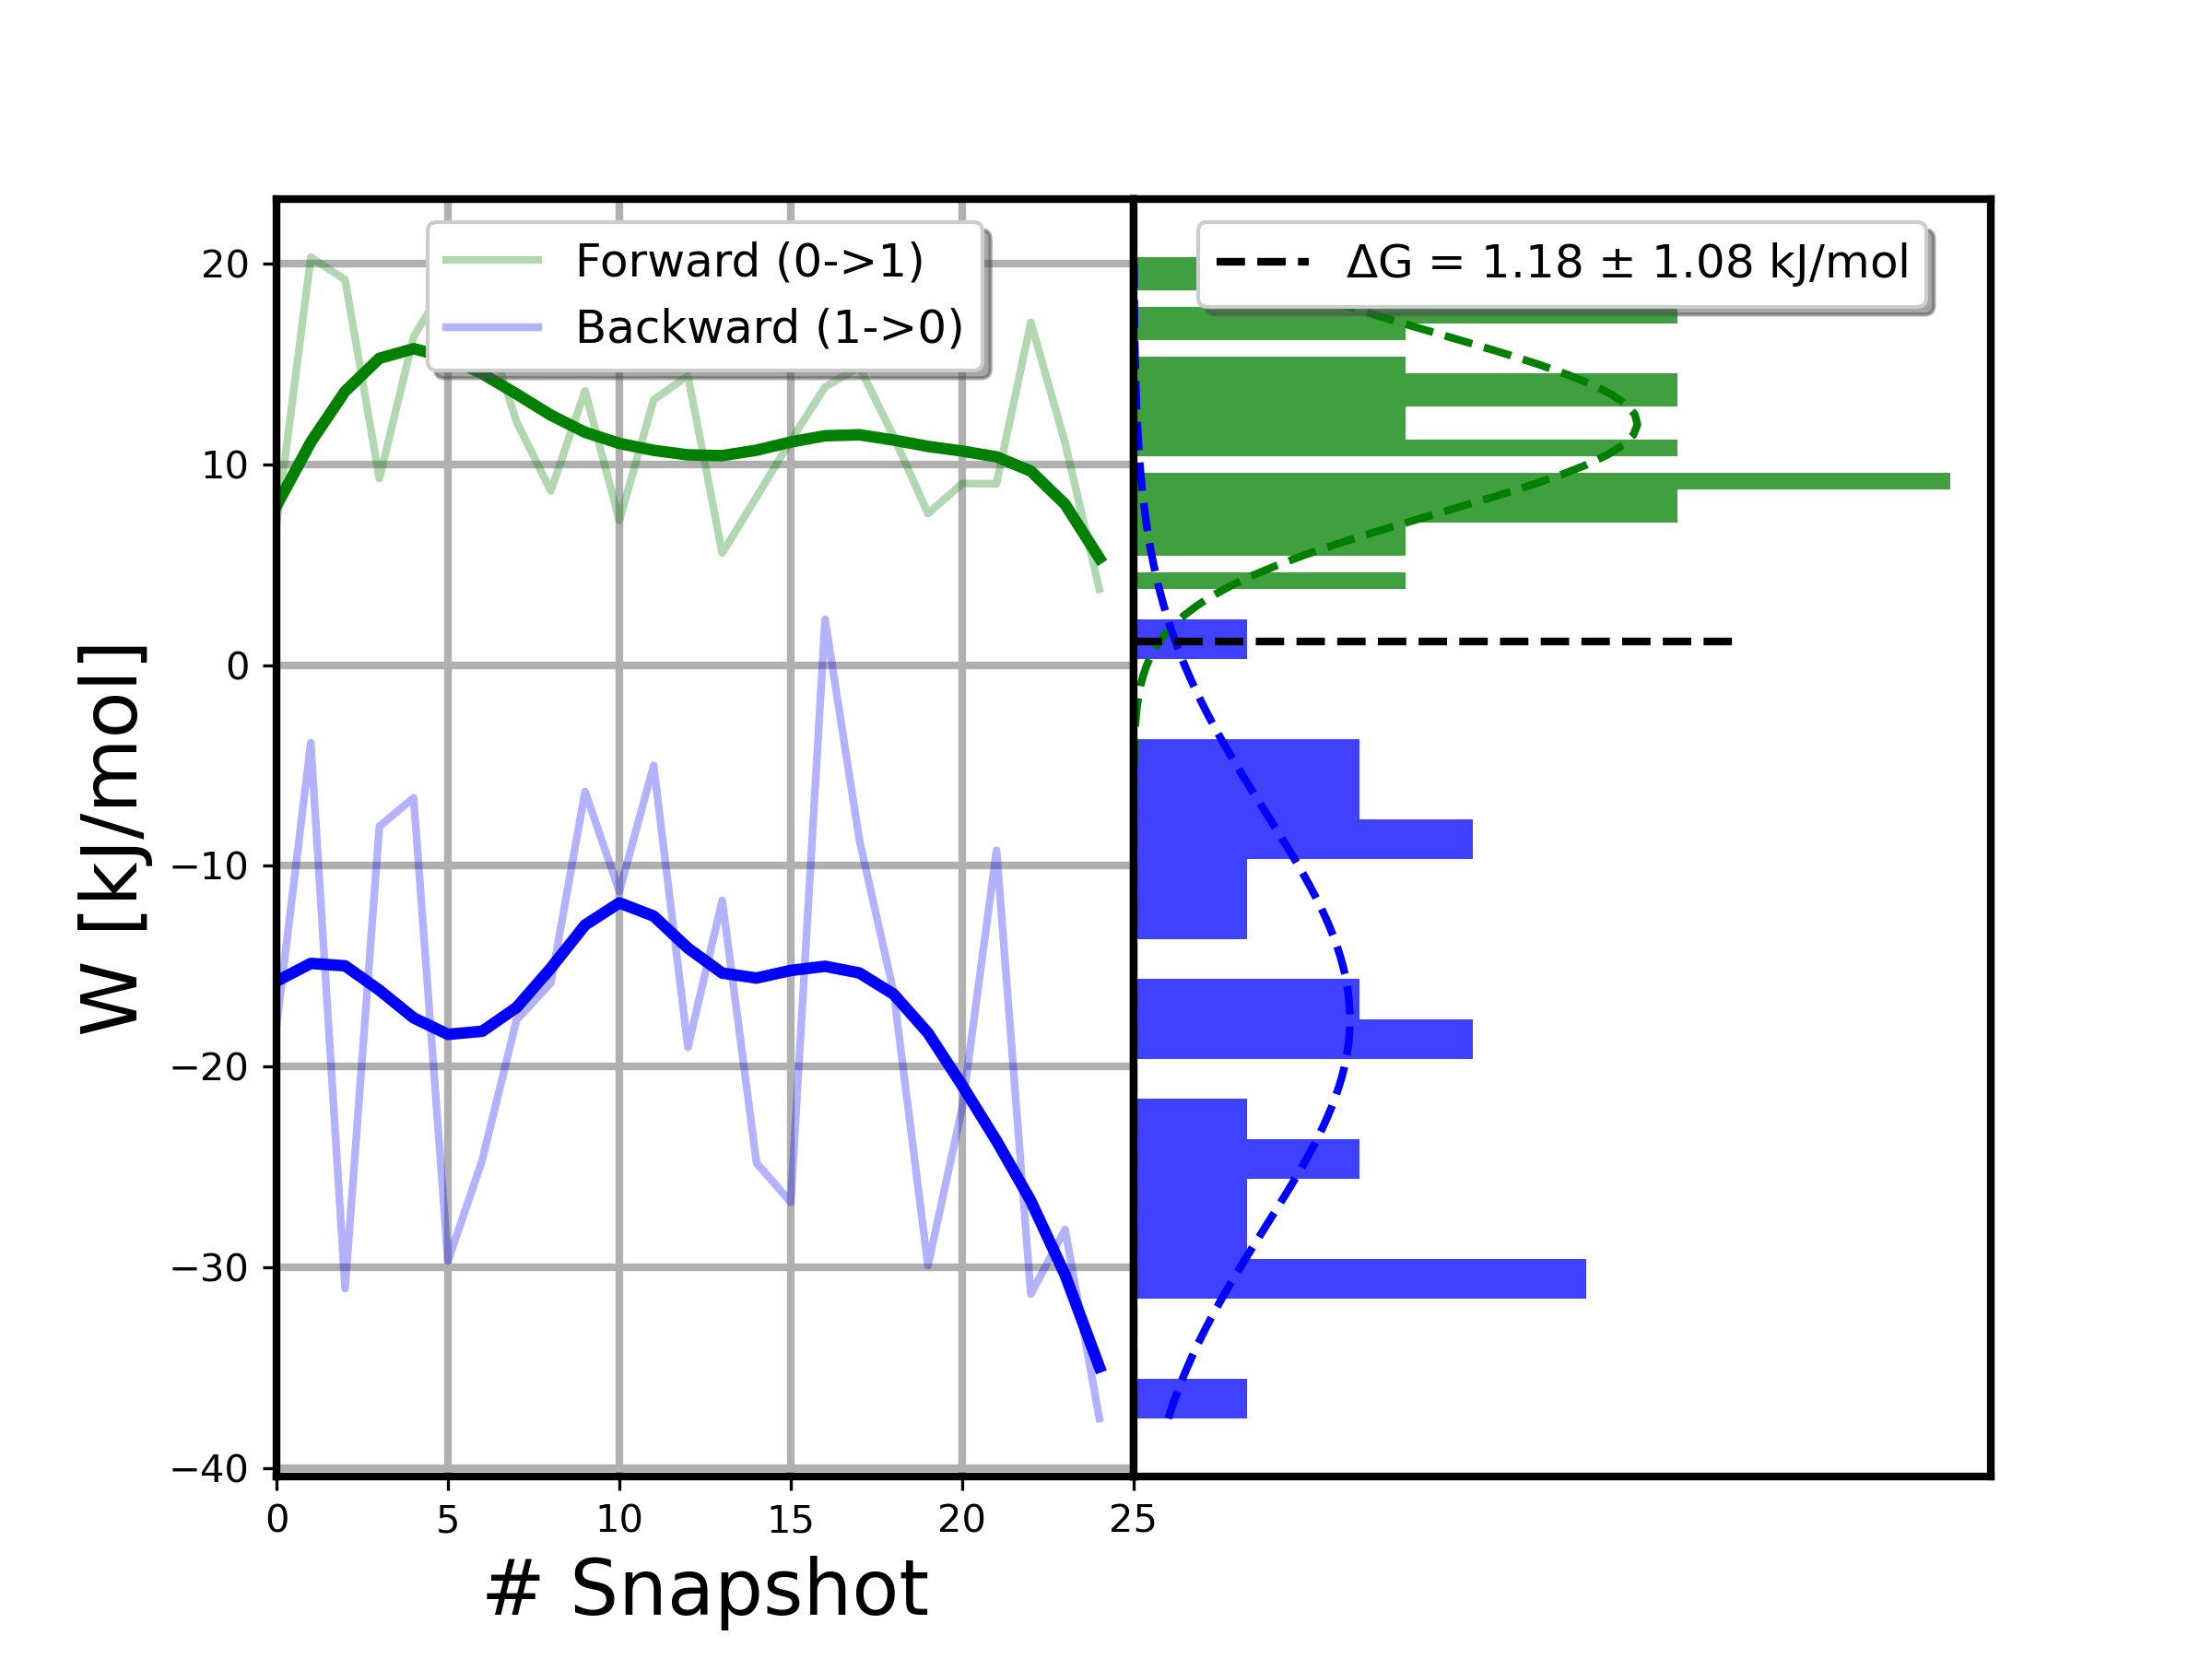 Forward (0->1)
Backward (1->0)
ΔG = 1.18 ± 1.08 kJ/mol
W [kJ/mol]
20
10
0
−10
−20
−30
−40
0 5 10 15 20 25
# Snapshot